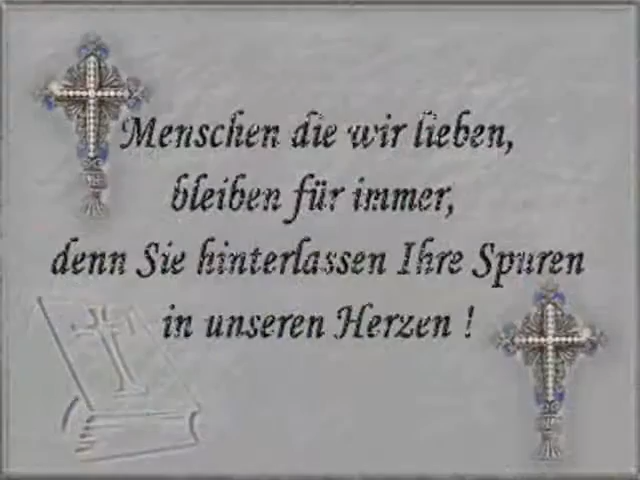 Menschen die wir lieben,
bleiben für immer,
denn Sie hinterlassen Ihre Spuren
in unseren Herzen !